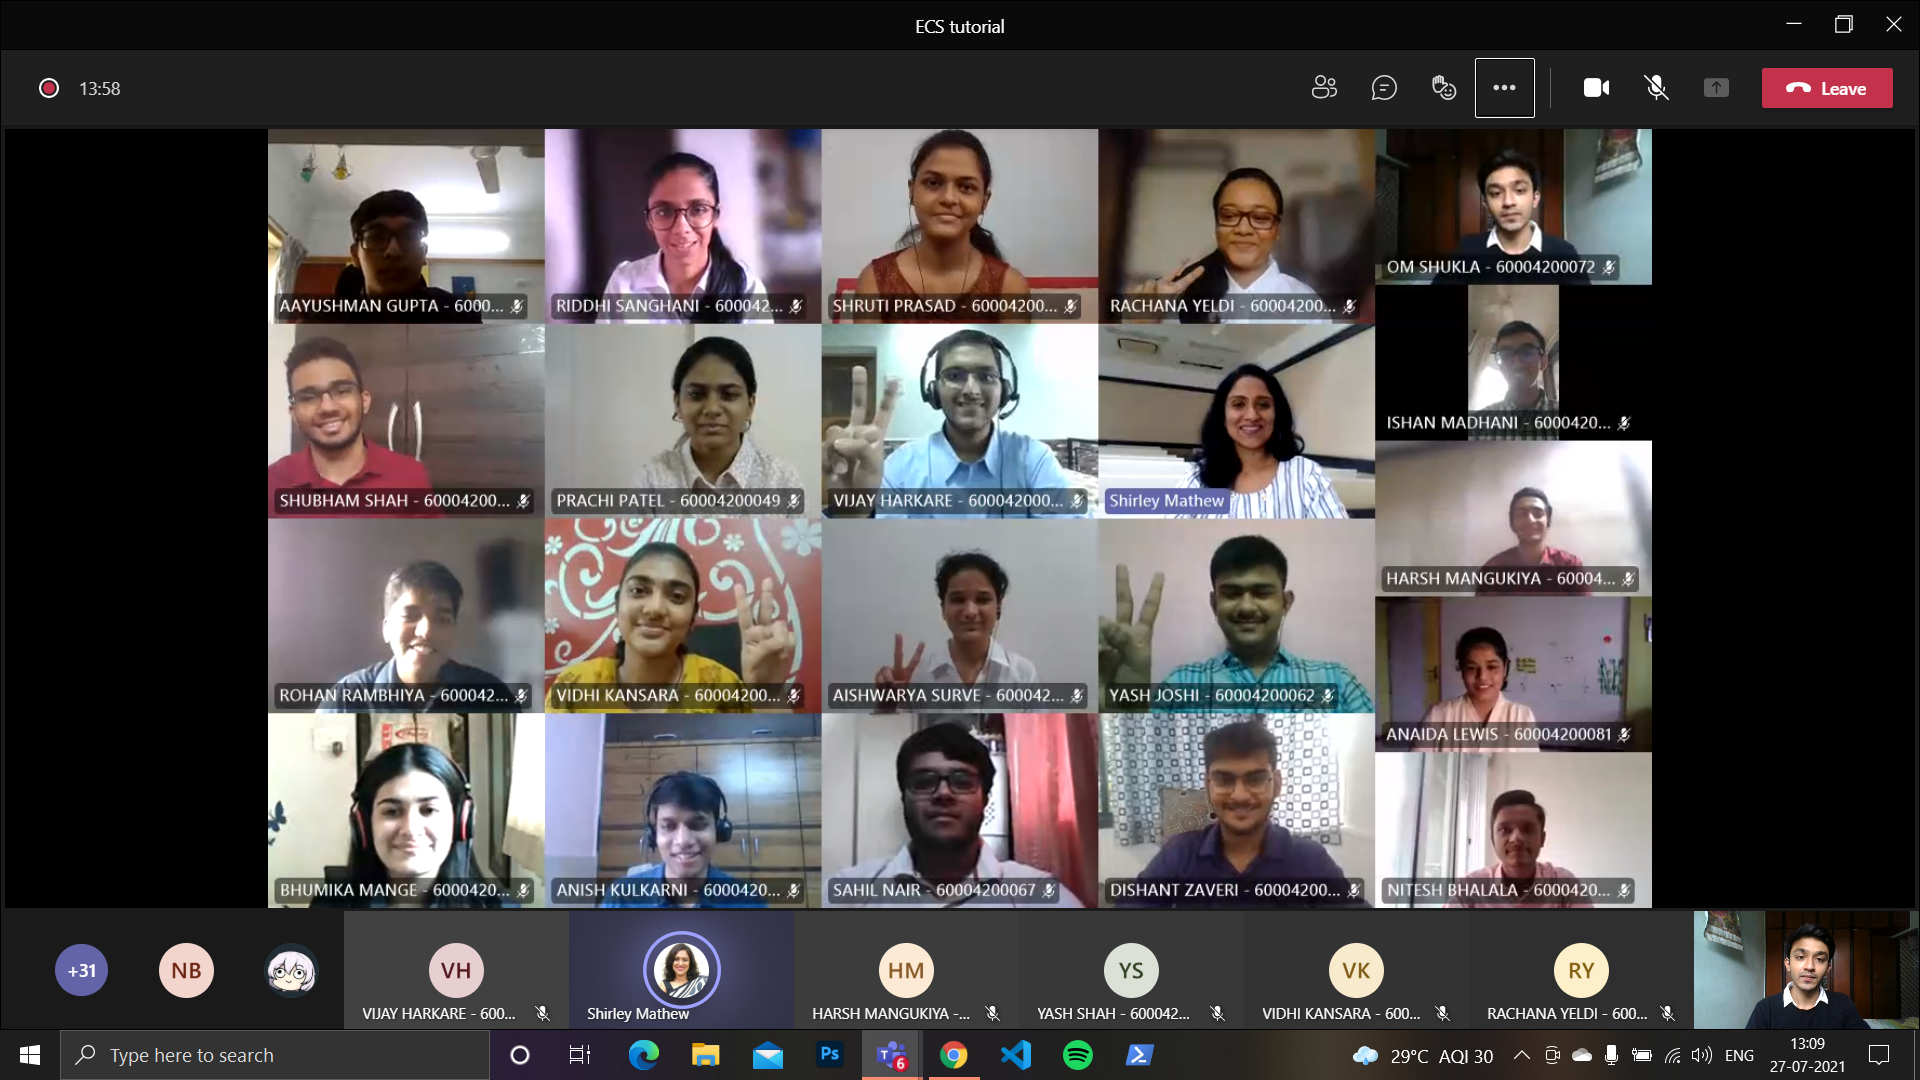 ECS tutorial
13:58
Leave
AAYUSHMAN GUPTA - 6000...
RIDDHI SANGHANI - 600042...
SHRUTI PRASAD - 60004200...
RACHANA YELDI - 60004200...
OM SHUKLA - 60004200072
ISHAN MADHANI - 6000420...
SHUBHAM SHAH - 60004200...
PRACHI PATEL - 60004200049
VIJAY HARKARE - 600042000...
Shirley Mathew
HARSH MANGUKIYA - 60004...
ROHAN RAMBHIYA - 600042...
VIDHI KANSARA - 60004200...
AISHWARYA SURVE - 600042...
YASH JOSHI - 60004200062
ANAIDA LEWIS - 60004200081
BHUMIKA MANGE - 6000420...
ANISH KULKARNI - 6000420...
SAHIL NAIR - 60004200067
DISHANT ZAVERI - 60004200...
NITESH BHALALA - 6000420...
+31
NB
VH
HM
YS
VK
RY
VIJAY HARKARE - 600...
Shirley Mathew
HARSH MANGUKIYA -...
YASH SHAH - 600042...
VIDHI KANSARA - 600...
RACHANA YELDI - 600...
Type here to search
Ps
T
6
29°C AQI 30
ENG
13:09
27-07-2021